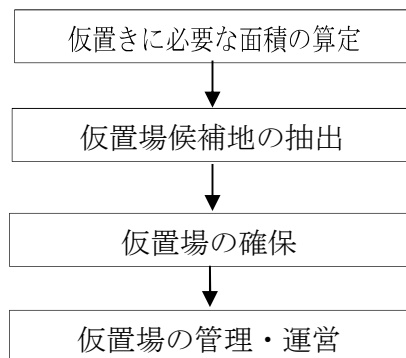 仮置きに必要な面積の算定
仮置場候補地の抽出
仮置場の確保
仮置場の管理・運営